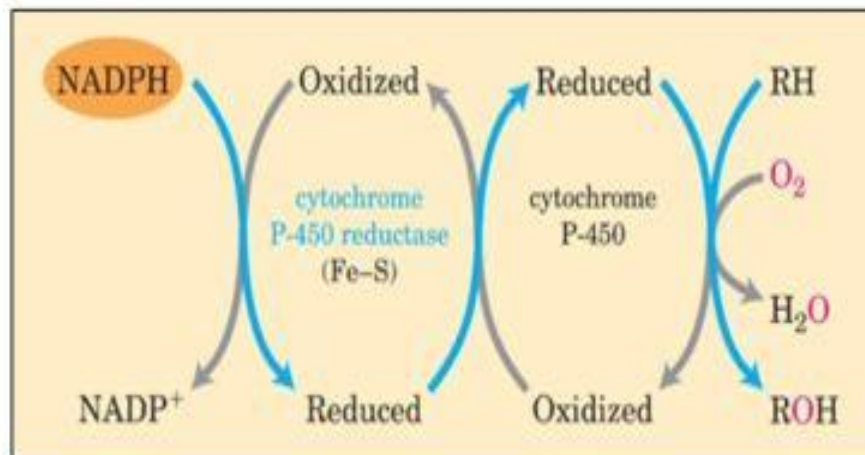 NADPH Oxidized Reduced RH
O₂
cytochrome
P-450 reductase
(Fe–S)
cytochrome
P-450
H₂O
NADP⁺ Reduced Oxidized ROH